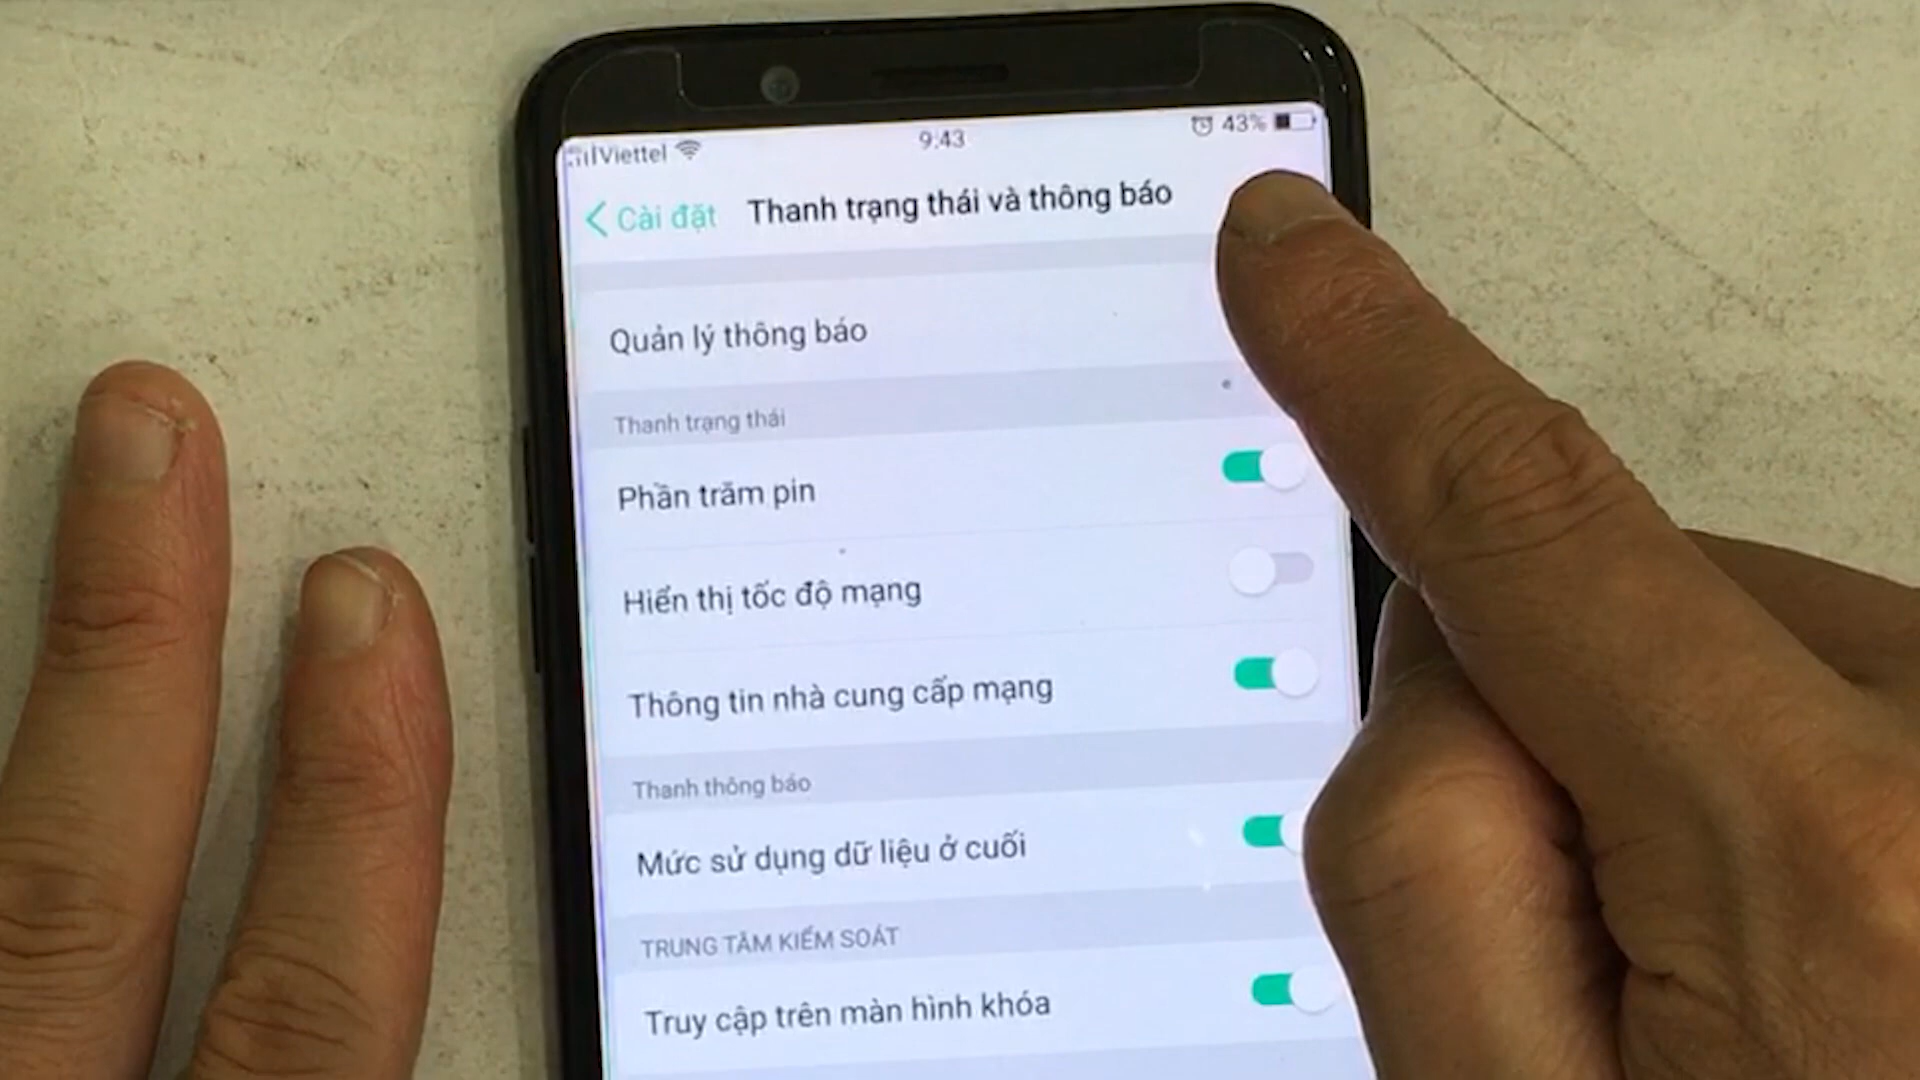 Viettel
9:43
43%
Cài đặt
Thanh trạng thái và thông báo
Quản lý thông báo
Thanh trạng thái
Phần trăm pin
Hiển thị tốc độ mạng
Thông tin nhà cung cấp mạng
Thanh thông báo
Mức sử dụng dữ liệu ở cuối
TRUNG TÂM KIỂM SOÁT
Truy cập trên màn hình khóa